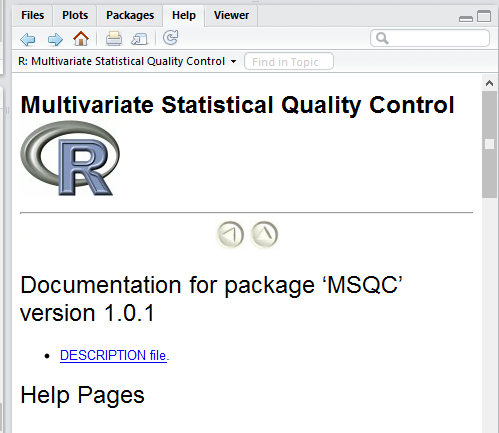 Files Plots Packages Help Viewer
R: Multivariate Statistical Quality Control Find in Topic
Multivariate Statistical Quality Control
R
Documentation for package ‘MSQC’
version 1.0.1
DESCRIPTION file.
Help Pages